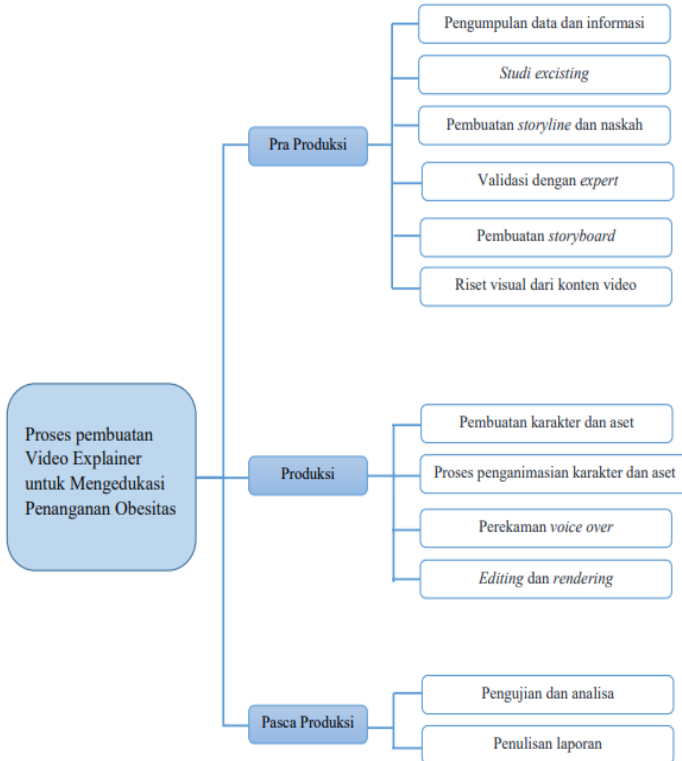 Pengumpulan data dan informasi
Studi excisting
Pra Produksi
Pembuatan storyline dan naskah
Validasi dengan expert
Pembuatan storyboard
Riset visual dari konten video
Proses pembuatan
Video Explainer
untuk Mengedukasi
Penanganan Obesitas
Produksi
Pembuatan karakter dan aset
Proses penganimasian karakter dan aset
Perekaman voice over
Editing dan rendering
Pasca Produksi
Pengujian dan analisa
Penulisan laporan